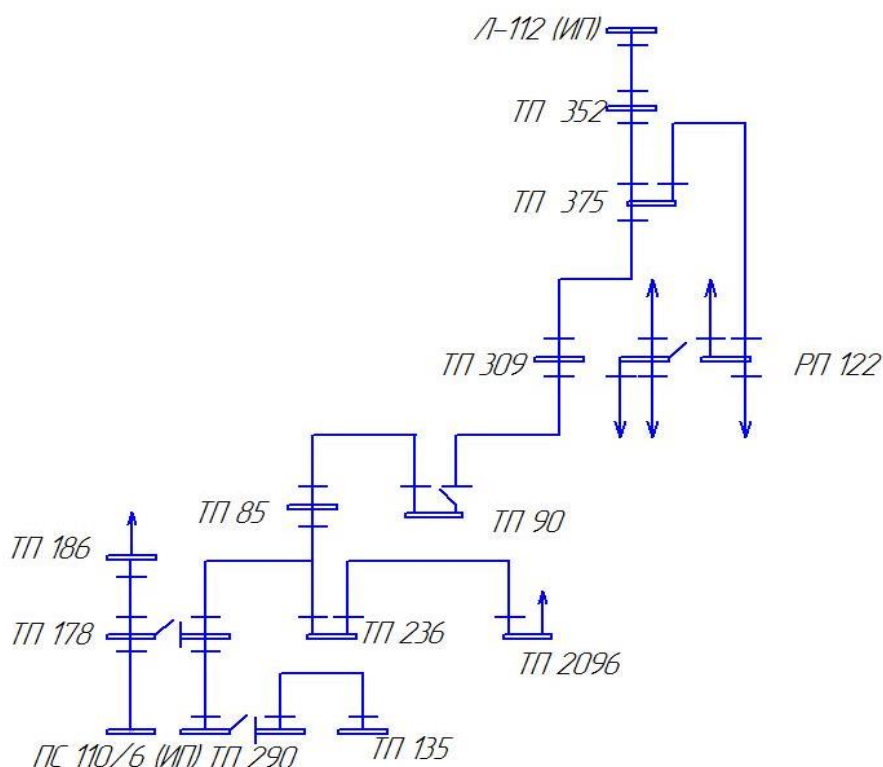 Л-112 (ИП)
ТП 352
ТП 375
ТП 309
РП 122
ТП 85
ТП 90
ТП 186
ТП 178
ТП 236
ТП 2096
ПС 110/6 (ИП) ТП 290
ТП 135